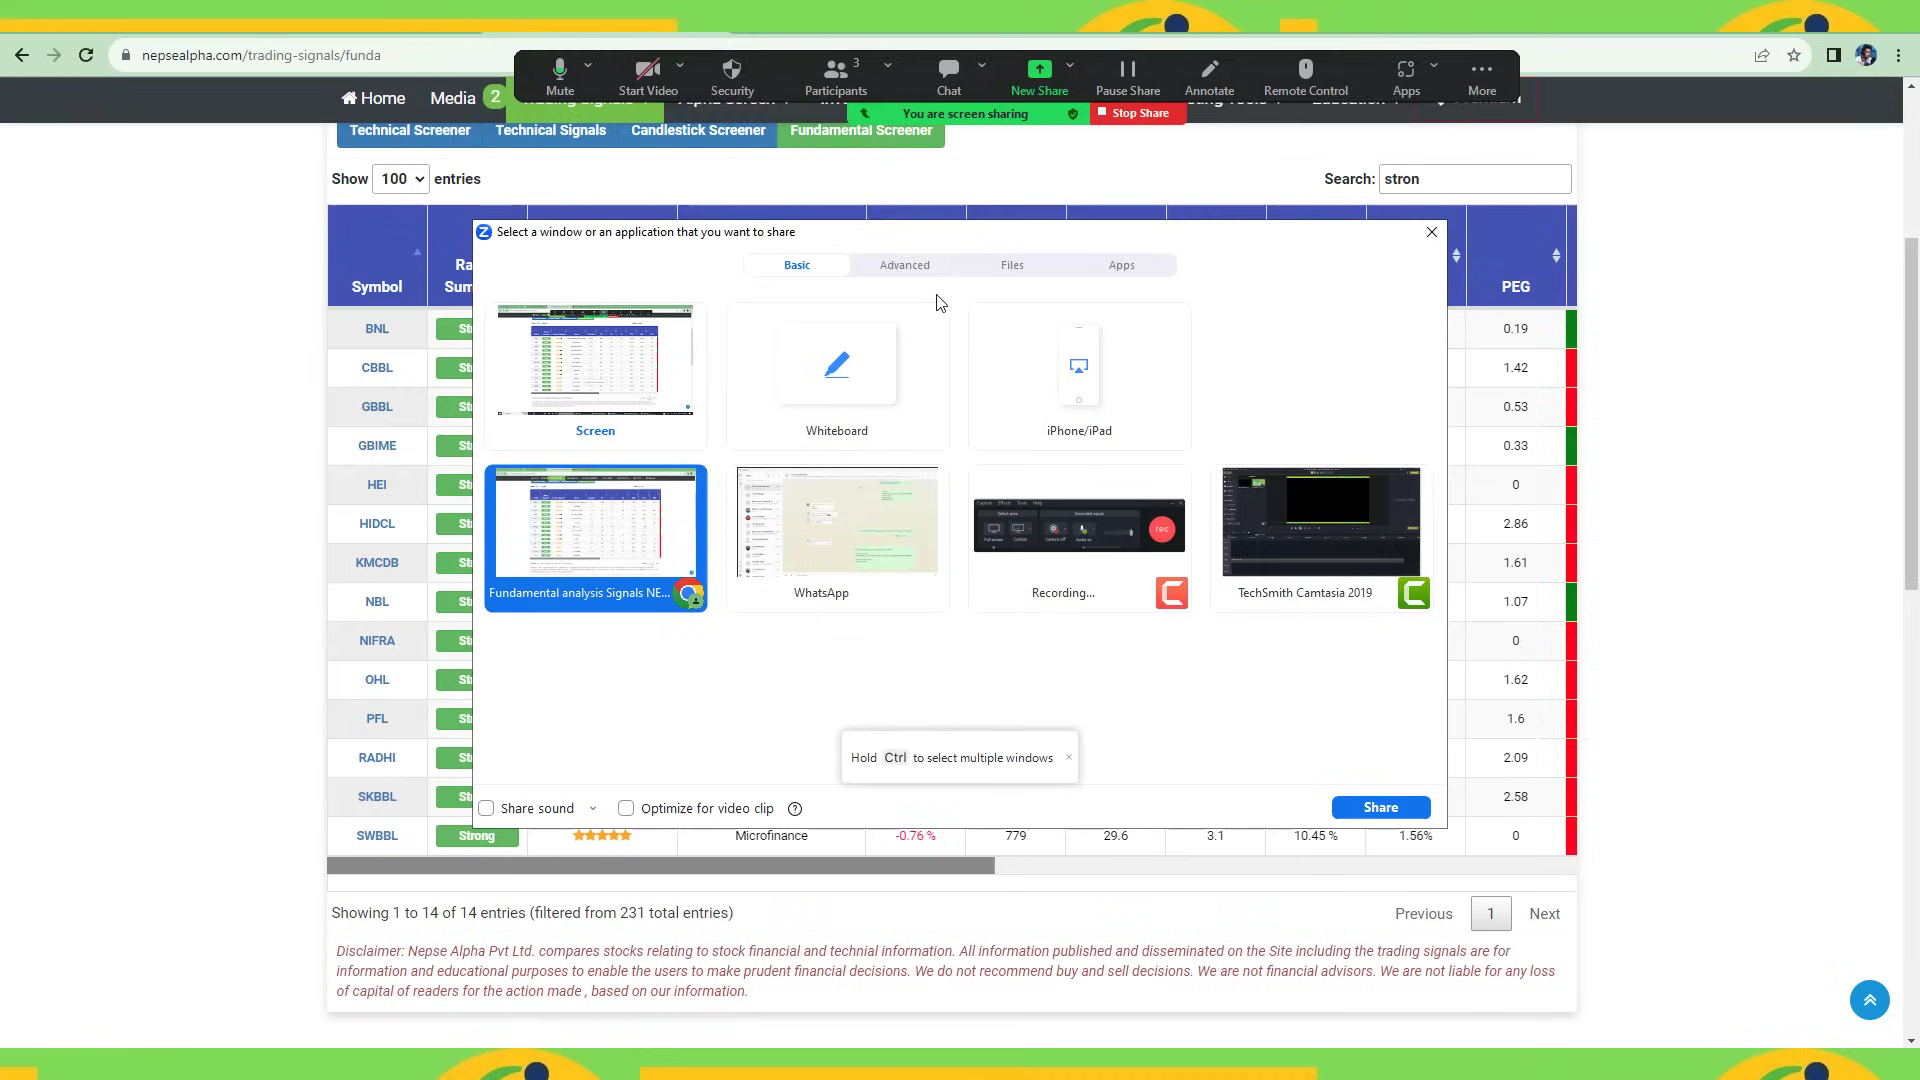 nepsealpha.com/trading-signals/funda
Mute
Start Video
Security
3
Participants
Chat
New Share
Pause Share
Annotate
Remote Control
Apps
More
You are screen sharing
Stop Share
Home
Media 2
Technical Screener
Technical Signals
Candlestick Screener
Fundamental Screener
Show 100 entries
Search: stron
Symbol
PEG
Select a window or an application that you want to share
Basic
Advanced
Files
Apps
Screen
Whiteboard
iPhone/iPad
Fundamental analysis Signals NE...
WhatsApp
Recording...
rec
TechSmith Camtasia 2019
Hold Ctrl to select multiple windows
Share sound
Optimize for video clip
Share
BNL 0.19
CBBL 1.42
GBBL 0.53
GBIME 0.33
HEI 0
HIDCL 2.86
KMCDB 1.61
NBL 1.07
NIFRA 0
OHL 1.62
PFL 1.6
RADHI 2.09
SKBBL 2.58
SWBBL Strong Microfinance -0.76 % 779 29.6 3.1 10.45 % 1.56% 0
Showing 1 to 14 of 14 entries (filtered from 231 total entries)
Previous 1 Next
Disclaimer: Nepse Alpha Pvt Ltd. compares stocks relating to stock financial and technial information. All information published and disseminated on the Site including the trading signals are for
information and educational purposes to enable the users to make prudent financial decisions. We do not recommend buy and sell decisions. We are not financial advisors. We are not liable for any loss
of capital of readers for the action made , based on our information.